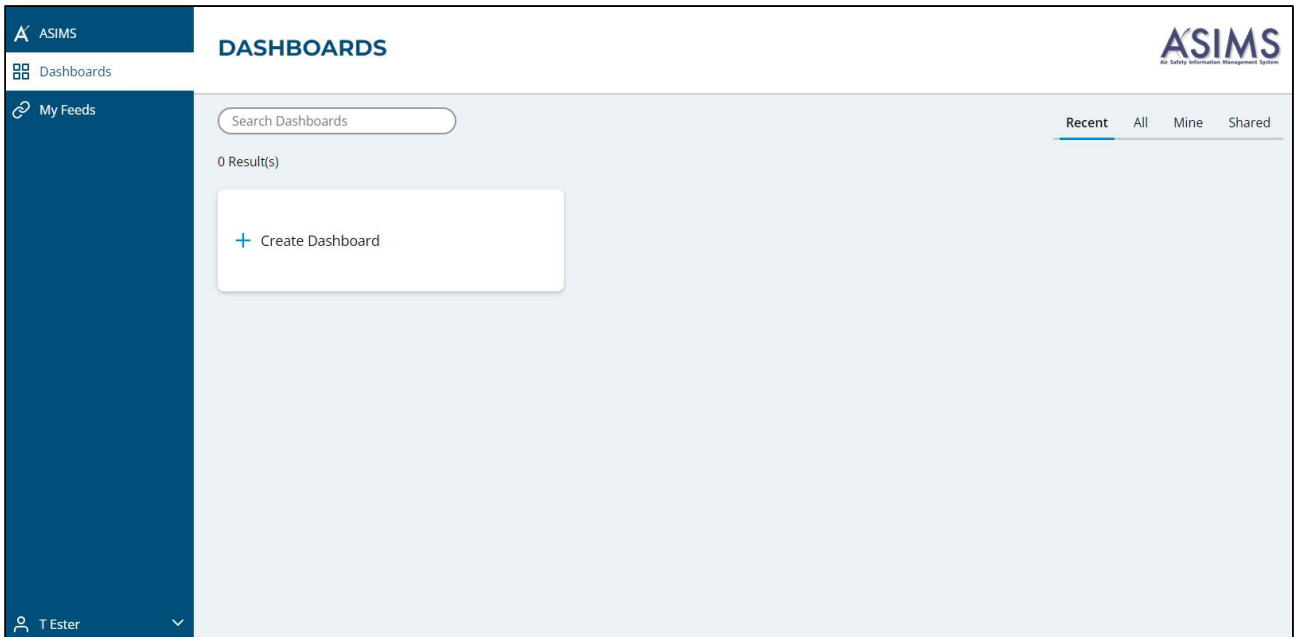 ASIMS
Dashboards
My Feeds
T Ester
DASHBOARDS
ASIMS
Air Safety Information Management System
Search Dashboards
Recent All Mine Shared
0 Result(s)
+ Create Dashboard